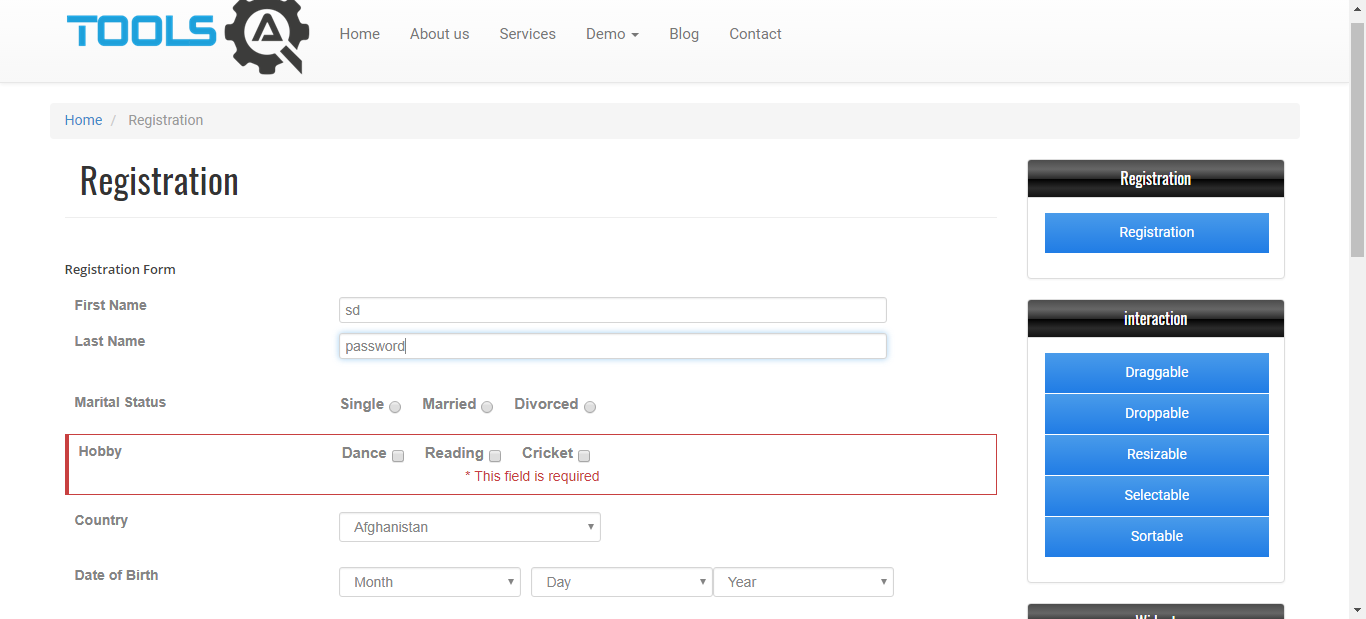 TOOLS
Home About us Services Demo Blog Contact
Home / Registration
Registration
Registration Form
First Name sd
Last Name password
Marital Status Single Married Divorced
Hobby Dance Reading Cricket
* This field is required
Country Afghanistan
Date of Birth Month Day Year
Registration
Registration
interaction
Draggable
Droppable
Resizable
Selectable
Sortable